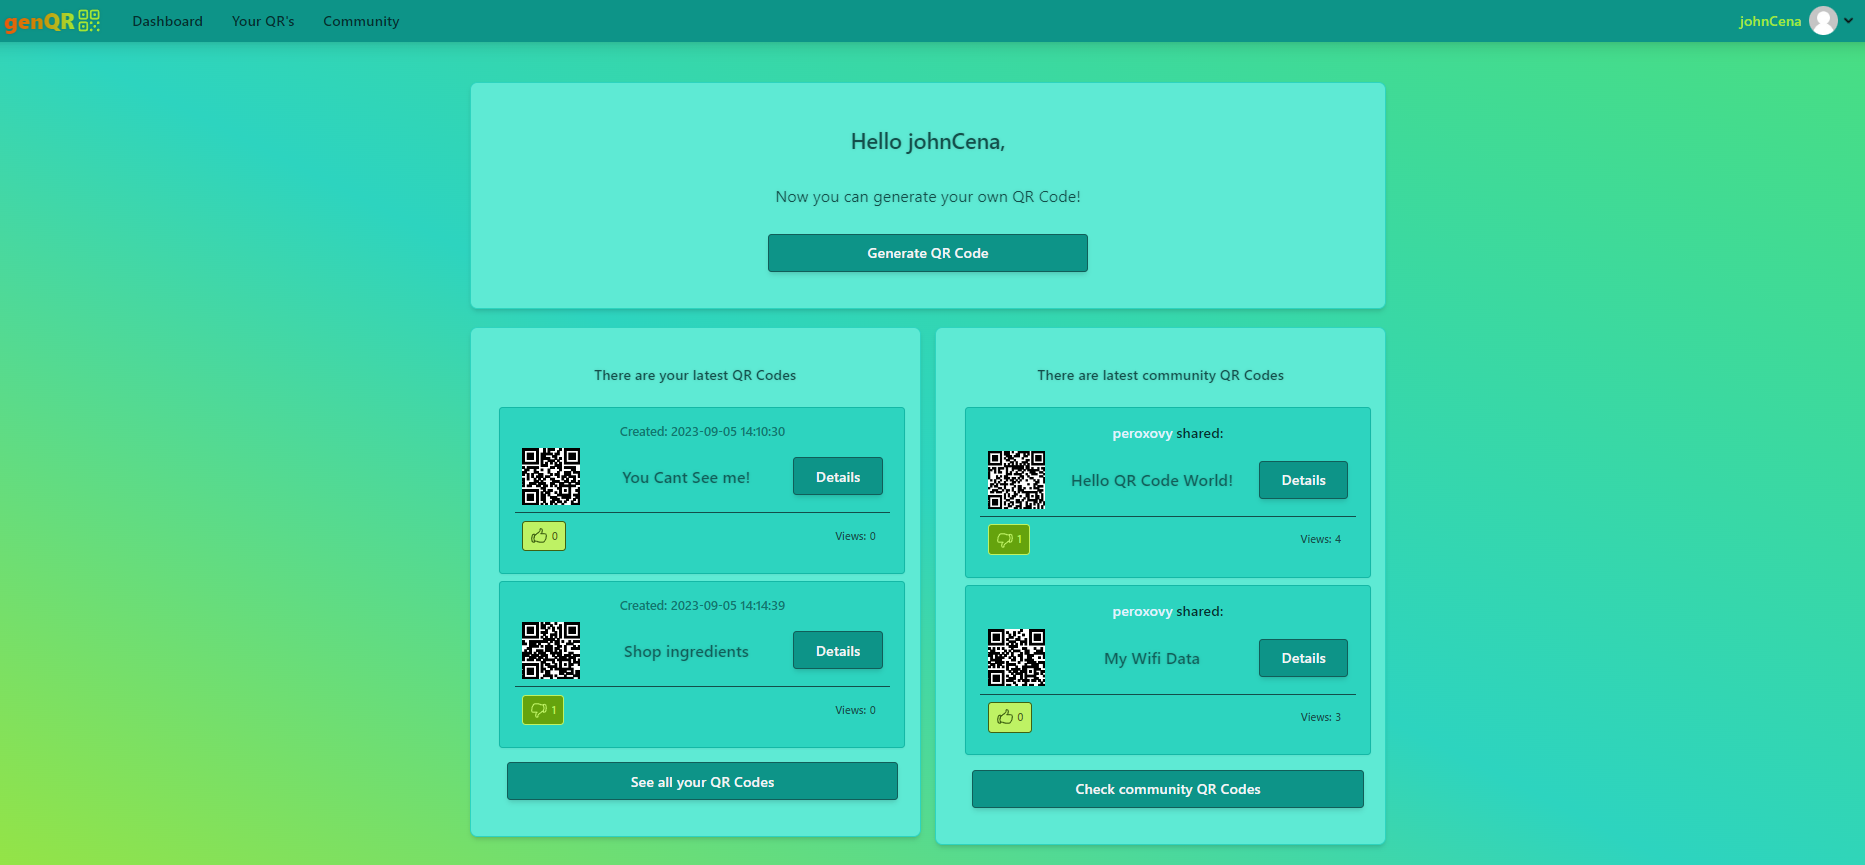 genQR Dashboard Your QR's Community johnCena
Hello johnCena,
Now you can generate your own QR Code!
Generate QR Code
There are your latest QR Codes
Created: 2023-09-05 14:10:30
You Cant See me!
Details
0
Views: 0
Created: 2023-09-05 14:14:39
Shop ingredients
Details
1
Views: 0
See all your QR Codes
There are latest community QR Codes
peroxovy shared:
Hello QR Code World!
Details
1
Views: 4
peroxovy shared:
My Wifi Data
Details
0
Views: 3
Check community QR Codes